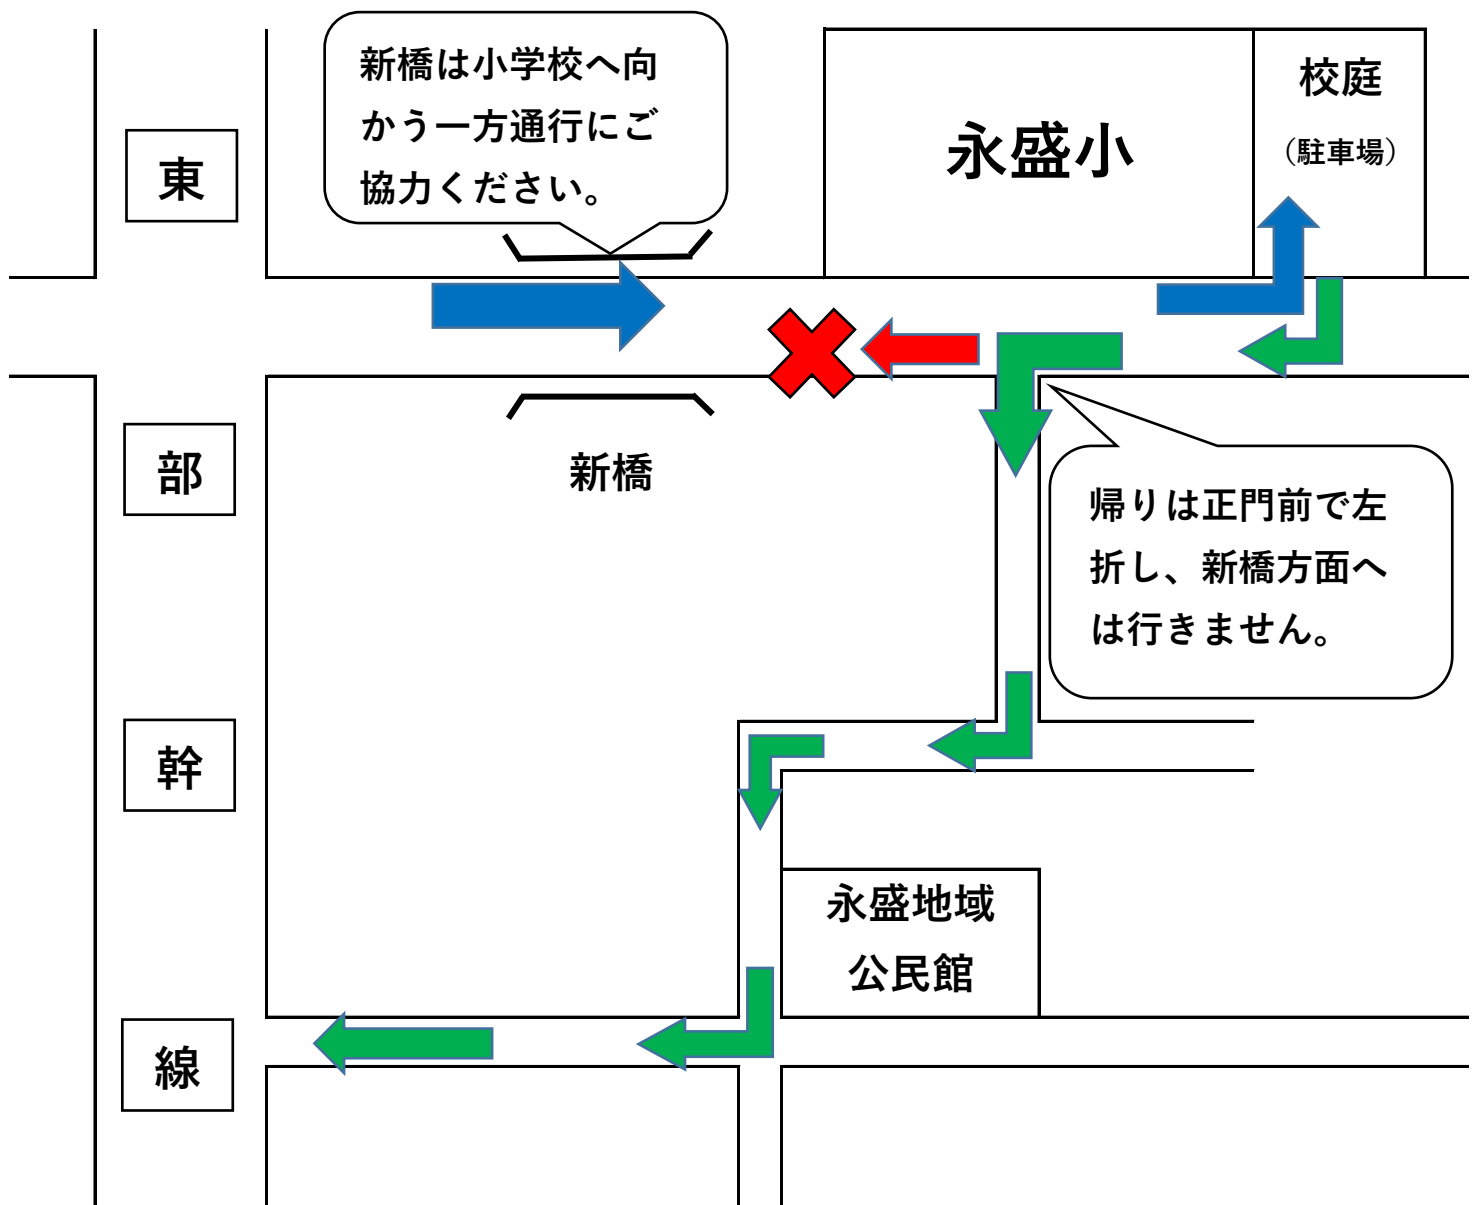 新橋は小学校へ向
かう一方通行にご
協力ください。
永盛小
校庭
（駐車場）
東
部
幹
線
新橋
帰りは正門前で左
折し、新橋方面へ
は行きません。
永盛地域
公民館